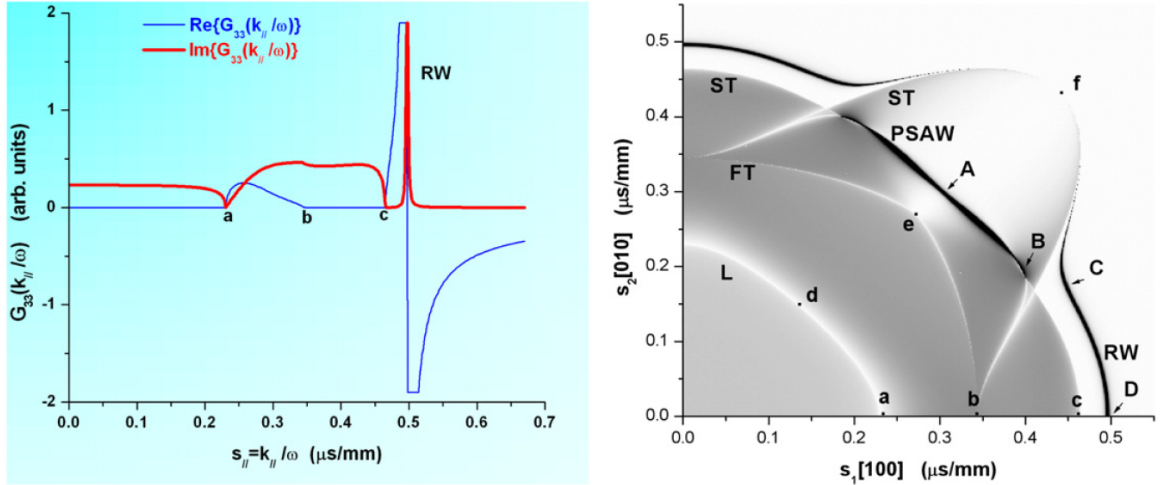 2
1
0
-1
-2
0.0 0.1 0.2 0.3 0.4 0.5 0.6 0.7
G₃₃(k// /ω) (arb. units)
s//=k// /ω (μs/mm)
Re{G₃₃(k// /ω)}
Im{G₃₃(k// /ω)}
RW
a
b
c
0.5
0.4
0.3
0.2
0.1
0.0
0.0 0.1 0.2 0.3 0.4 0.5
s₂[010] (μs/mm)
s₁[100] (μs/mm)
ST
ST
f
PSAW
A
FT
e
B
L
d
C
RW
a
b
c
D